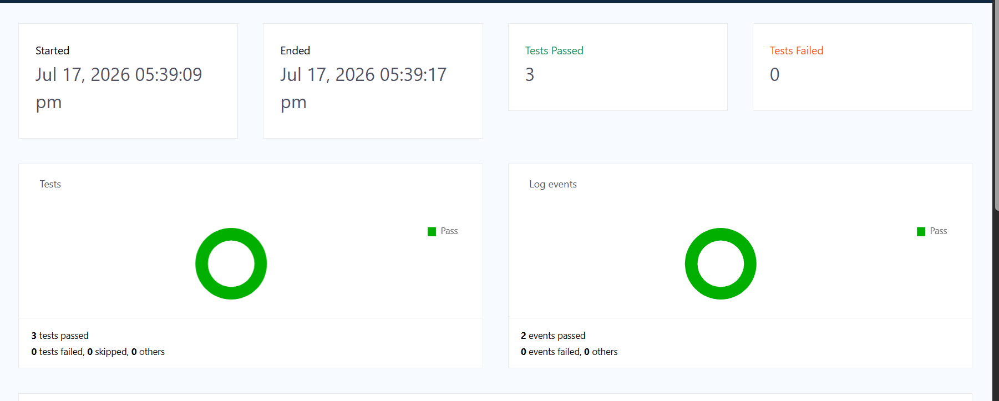 Started
Jul 17, 2026 05:39:09
pm
Ended
Jul 17, 2026 05:39:17
pm
Tests Passed
3
Tests Failed
0
Tests
Pass
3 tests passed
0 tests failed, 0 skipped, 0 others
Log events
Pass
2 events passed
0 events failed, 0 others